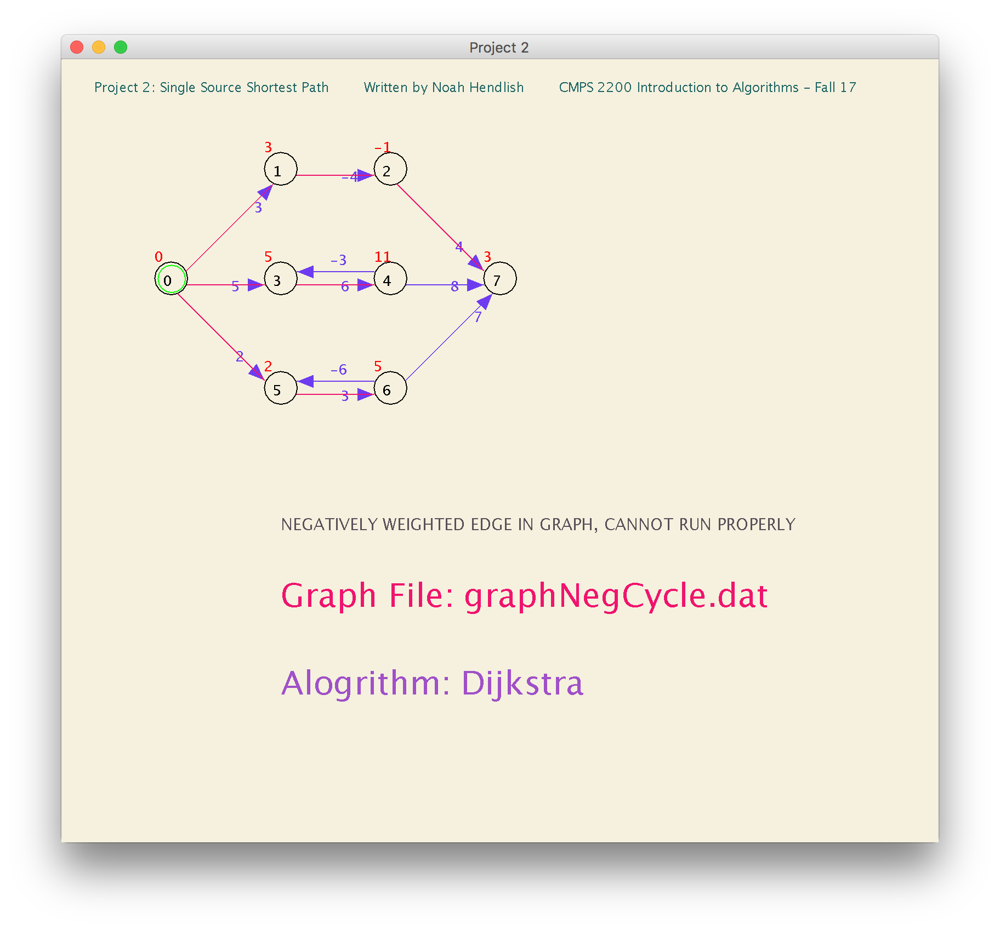 Project 2
Project 2: Single Source Shortest Path Written by Noah Hendlish CMPS 2200 Introduction to Algorithms - Fall 17
3 -1
1 2
-4
3
4
0 5 -3 11 3
0 3 4 7
5 6 8
7
2
2 -6 5
5 6
3
NEGATIVELY WEIGHTED EDGE IN GRAPH, CANNOT RUN PROPERLY
Graph File: graphNegCycle.dat
Alogrithm: Dijkstra